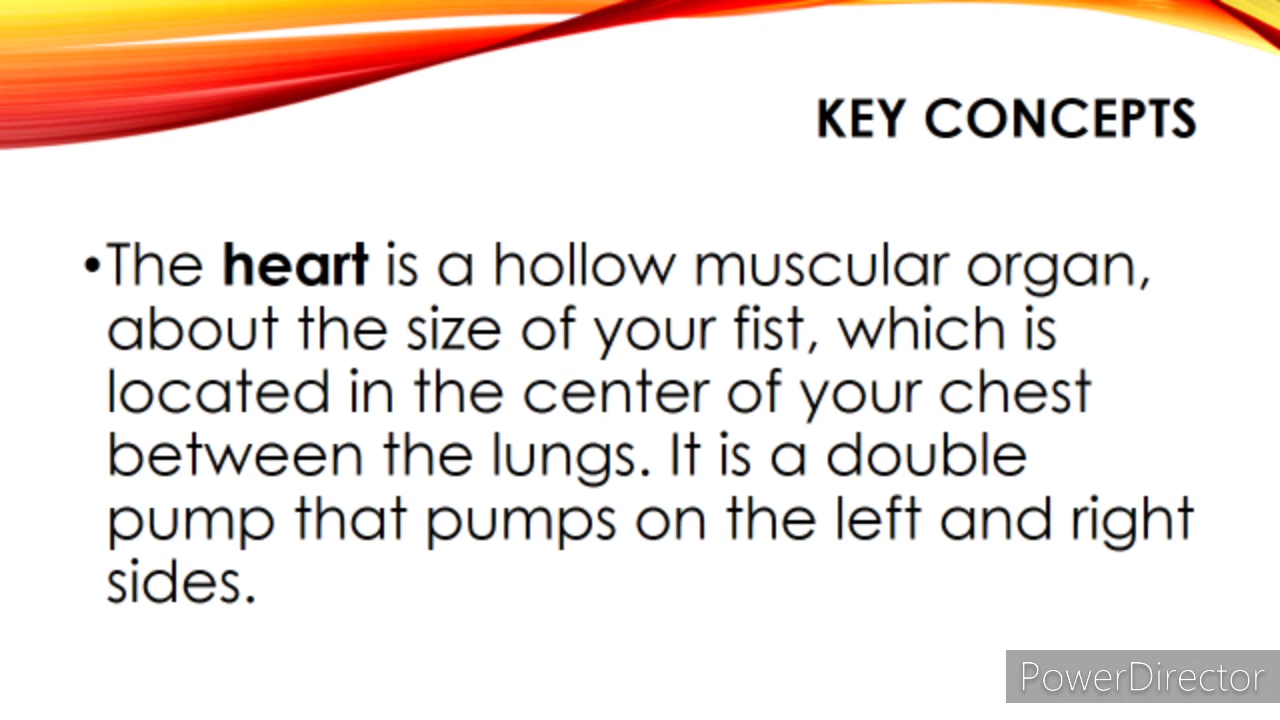 KEY CONCEPTS
•The heart is a hollow muscular organ,
about the size of your fist, which is
located in the center of your chest
between the lungs. It is a double
pump that pumps on the left and right
sides.
PowerDirector